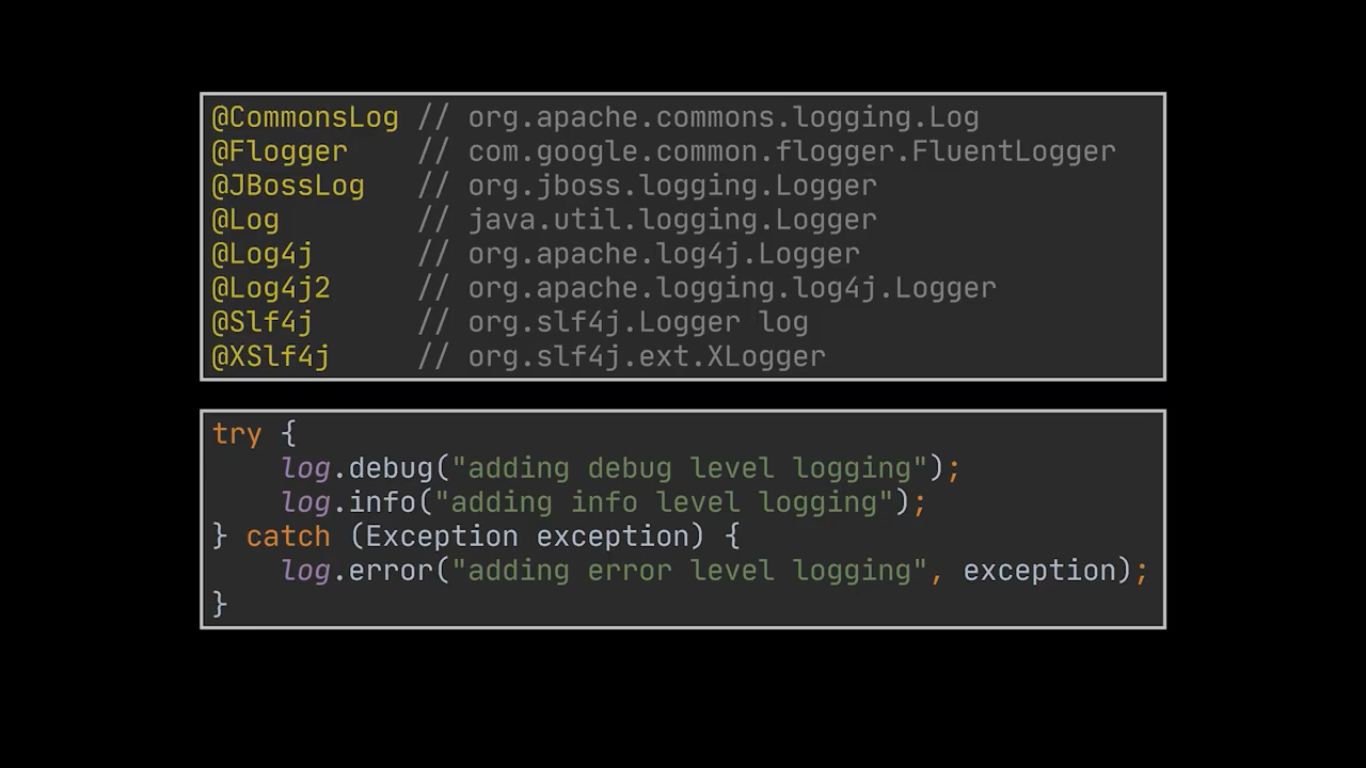 @CommonsLog // org.apache.commons.logging.Log
@Flogger    // com.google.common.flogger.FluentLogger
@JBossLog   // org.jboss.logging.Logger
@Log        // java.util.logging.Logger
@Log4j      // org.apache.log4j.Logger
@Log4j2     // org.apache.logging.log4j.Logger
@Slf4j      // org.slf4j.Logger log
@XSlf4j     // org.slf4j.ext.XLogger
try {
    log.debug("adding debug level logging");
    log.info("adding info level logging");
} catch (Exception exception) {
    log.error("adding error level logging", exception);
}